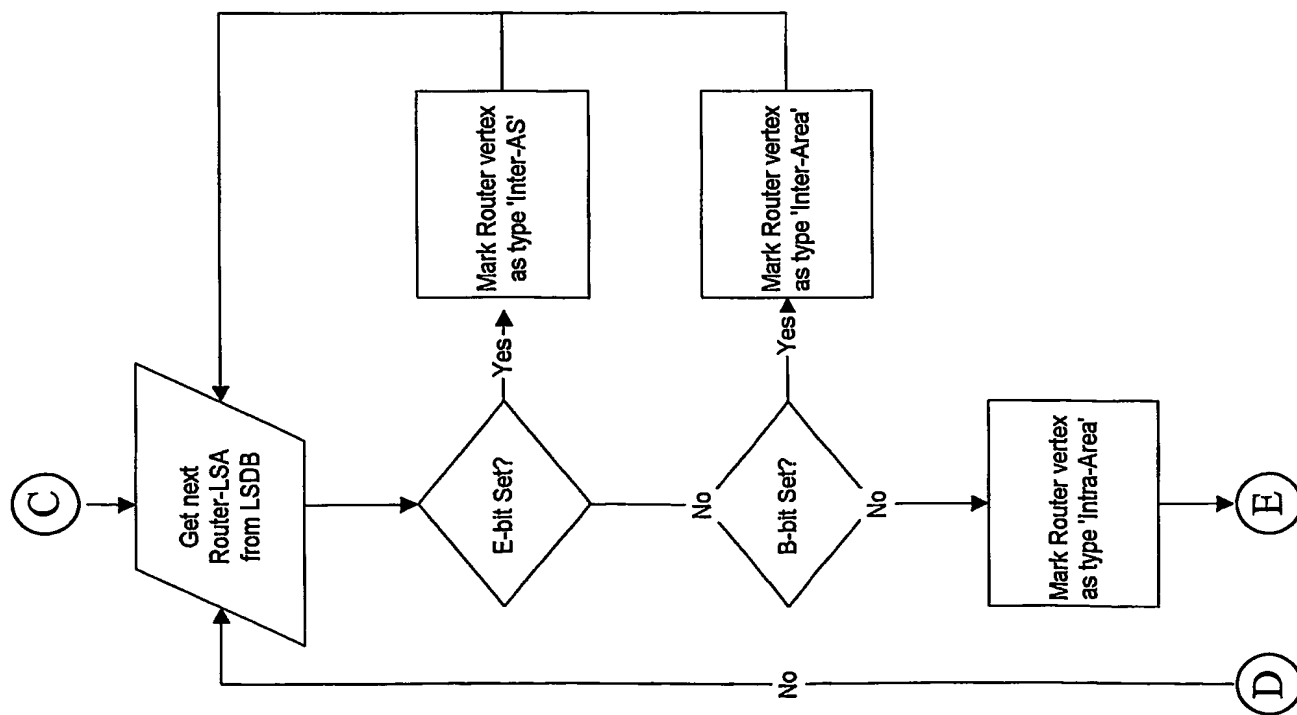 C
Get next
Router-LSA
from LSDB
E-bit Set?
Yes
Mark Router vertex
as type 'Inter-AS'
No
B-bit Set?
Yes
Mark Router vertex
as type 'Inter-Area'
No
Mark Router vertex
as type 'Intra-Area'
E
No
D